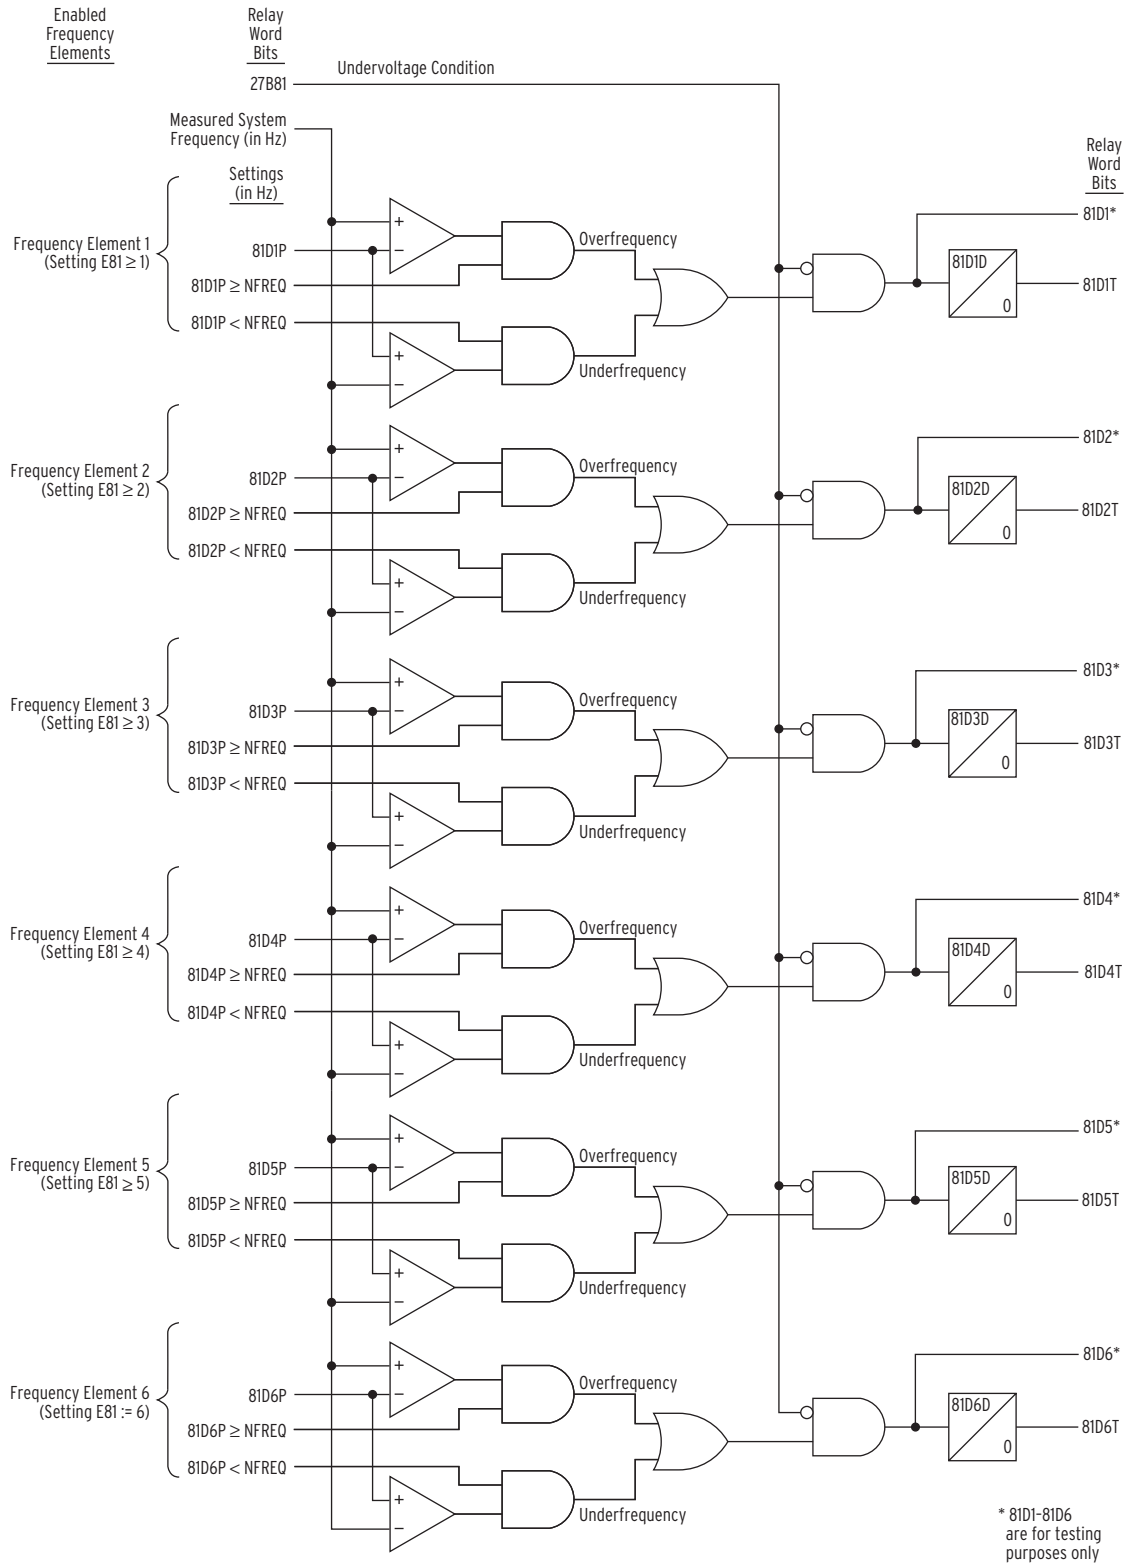 Enabled
Frequency
Elements
Relay
Word
Bits
27B81
Undervoltage Condition
Measured System
Frequency (in Hz)
Settings
(in Hz)
Relay
Word
Bits
Frequency Element 1
(Setting E81 ≥ 1)
81D1P
81D1P ≥ NFREQ
81D1P < NFREQ
+
−
+
−
Overfrequency
Underfrequency
81D1D
0
81D1*
81D1T
Frequency Element 2
(Setting E81 ≥ 2)
81D2P
81D2P ≥ NFREQ
81D2P < NFREQ
+
−
+
−
Overfrequency
Underfrequency
81D2D
0
81D2*
81D2T
Frequency Element 3
(Setting E81 ≥ 3)
81D3P
81D3P ≥ NFREQ
81D3P < NFREQ
+
−
+
−
Overfrequency
Underfrequency
81D3D
0
81D3*
81D3T
Frequency Element 4
(Setting E81 ≥ 4)
81D4P
81D4P ≥ NFREQ
81D4P < NFREQ
+
−
+
−
Overfrequency
Underfrequency
81D4D
0
81D4*
81D4T
Frequency Element 5
(Setting E81 ≥ 5)
81D5P
81D5P ≥ NFREQ
81D5P < NFREQ
+
−
+
−
Overfrequency
Underfrequency
81D5D
0
81D5*
81D5T
Frequency Element 6
(Setting E81 := 6)
81D6P
81D6P ≥ NFREQ
81D6P < NFREQ
+
−
+
−
Overfrequency
Underfrequency
81D6D
0
81D6*
81D6T
* 81D1-81D6
are for testing
purposes only